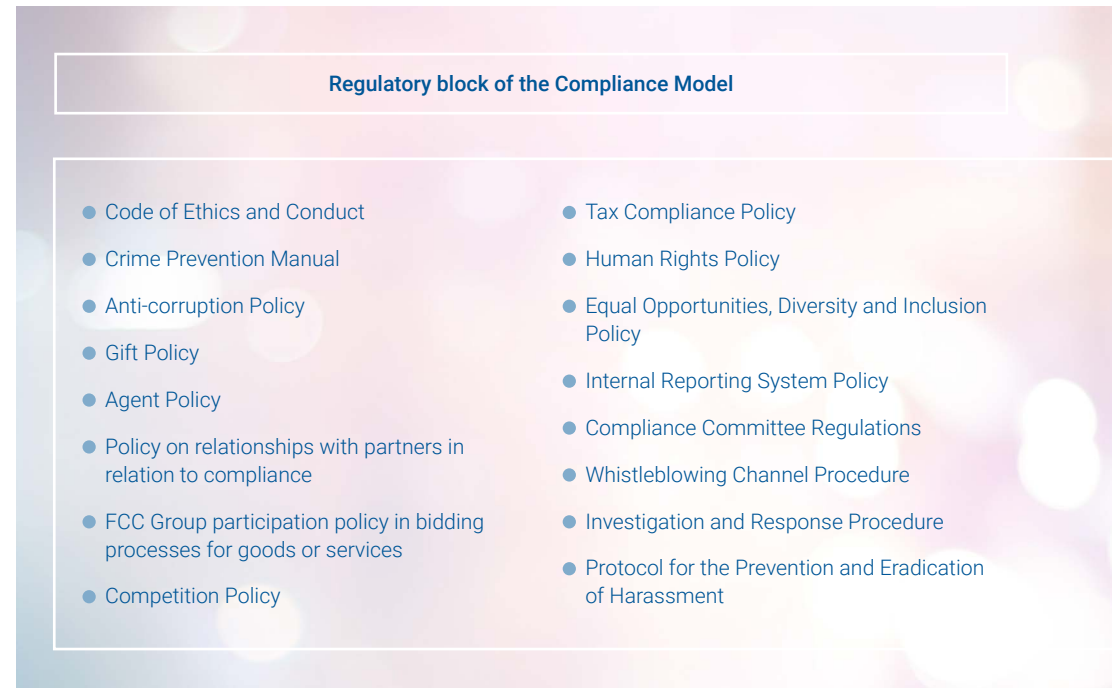 Regulatory block of the Compliance Model
Code of Ethics and Conduct
Crime Prevention Manual
Anti-corruption Policy
Gift Policy
Agent Policy
Policy on relationships with partners in
relation to compliance
FCC Group participation policy in bidding
processes for goods or services
Competition Policy
Tax Compliance Policy
Human Rights Policy
Equal Opportunities, Diversity and Inclusion
Policy
Internal Reporting System Policy
Compliance Committee Regulations
Whistleblowing Channel Procedure
Investigation and Response Procedure
Protocol for the Prevention and Eradication
of Harassment